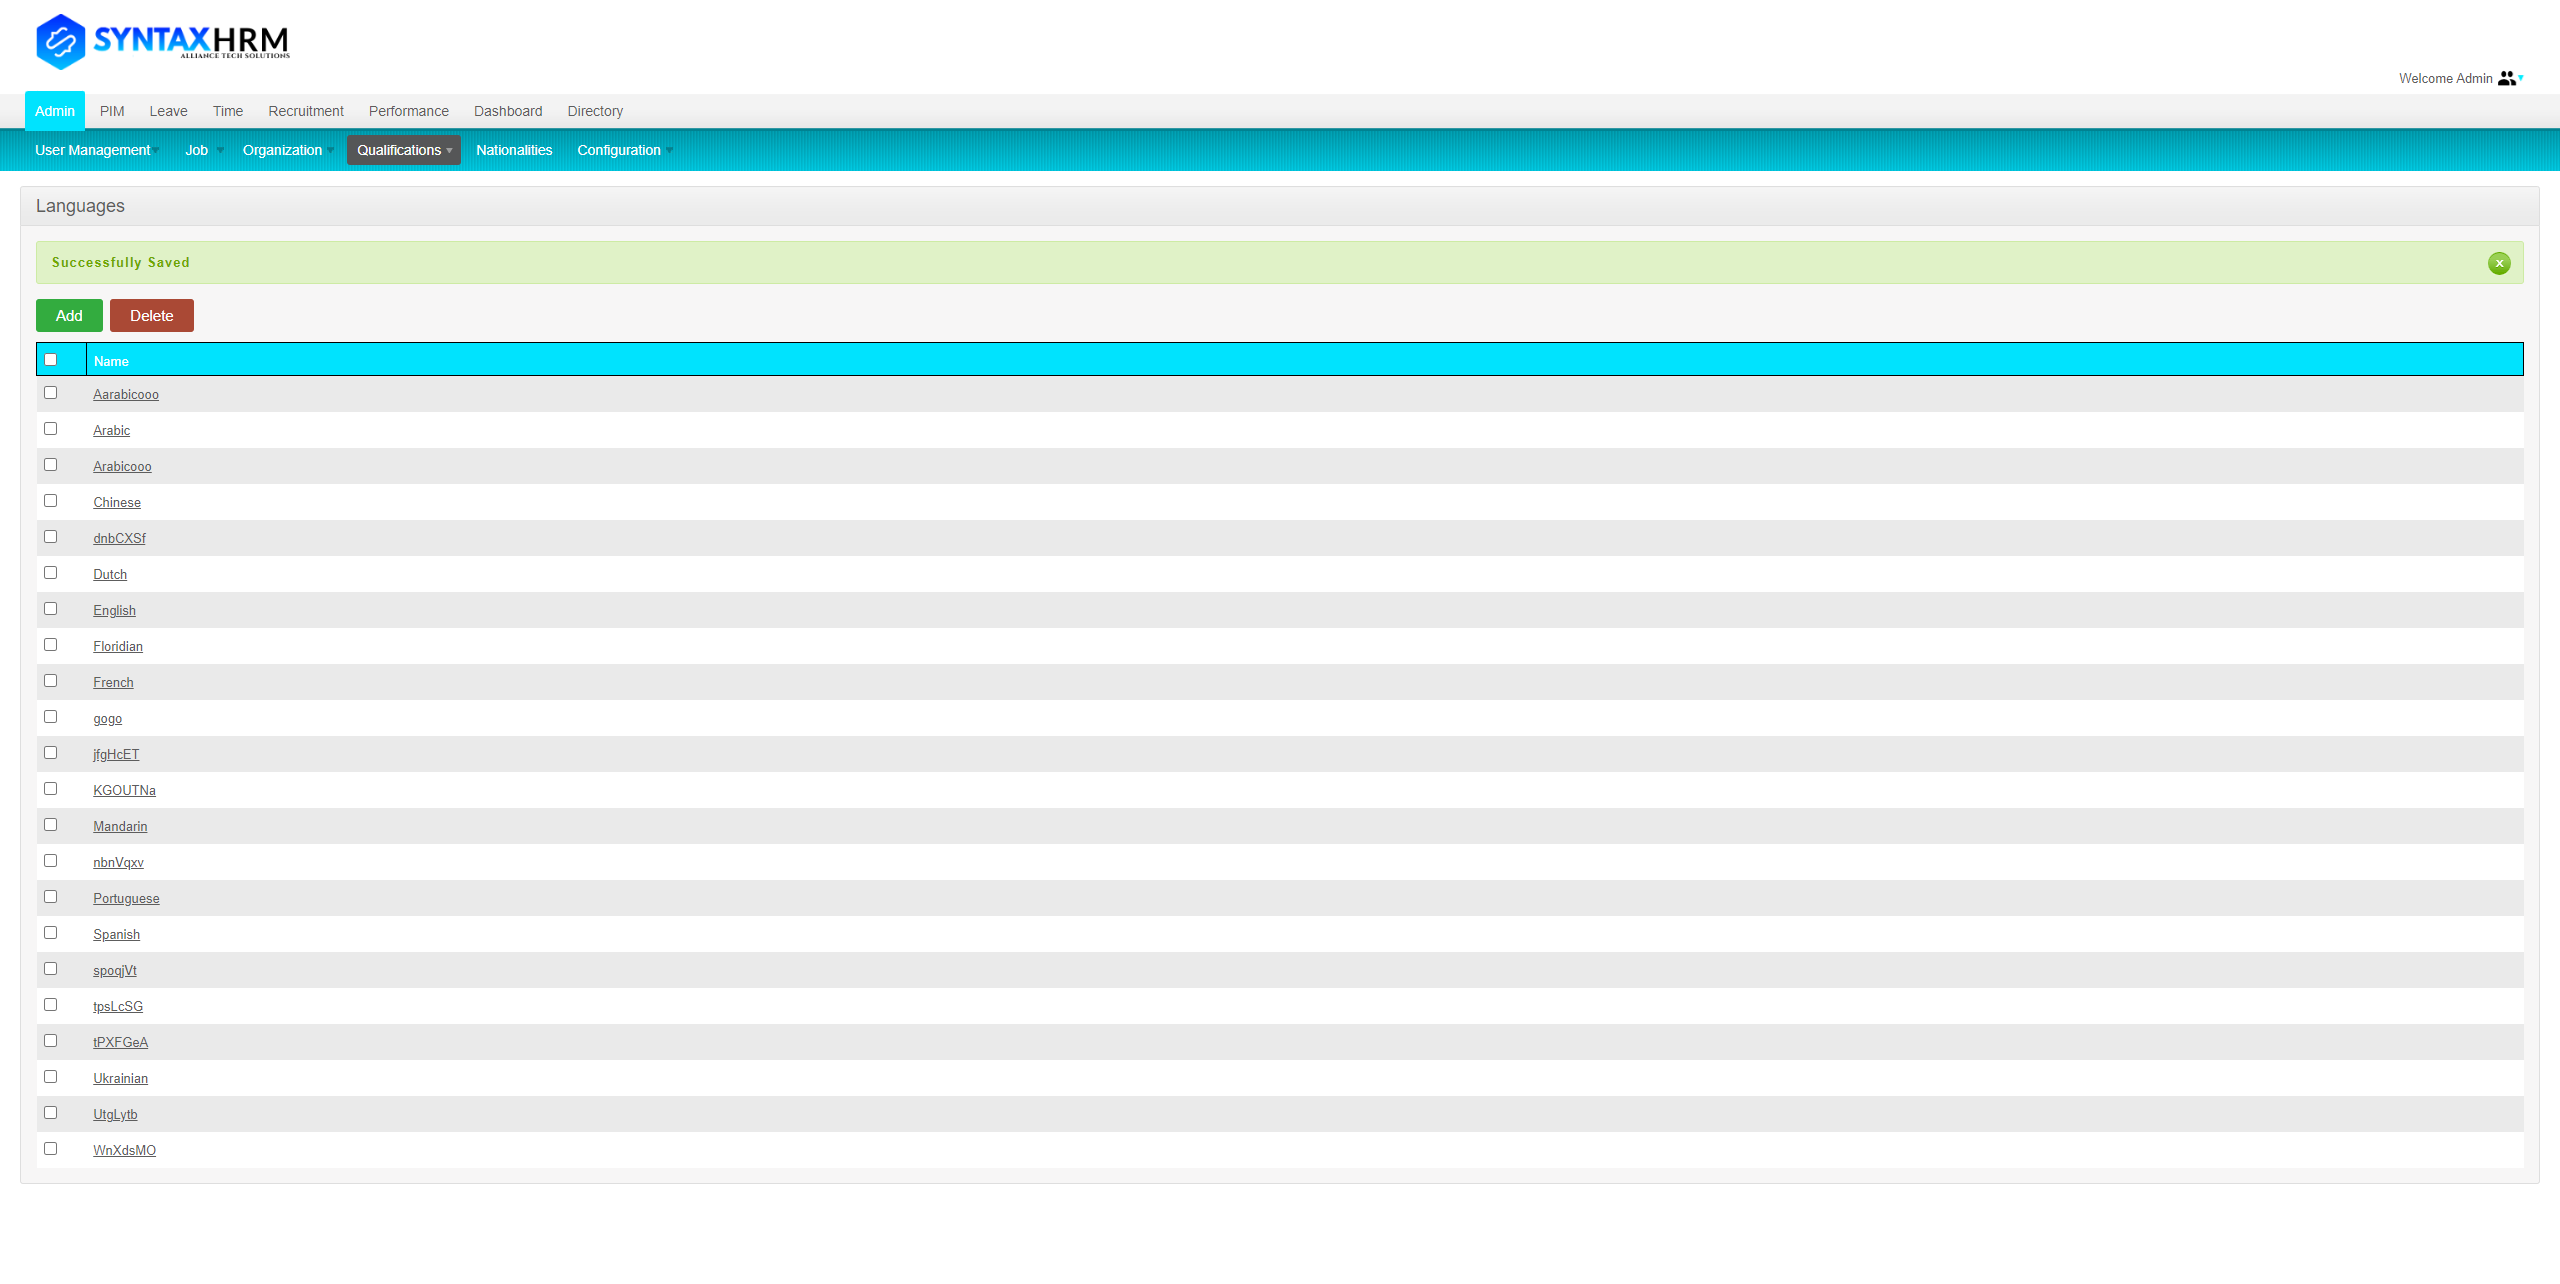 SYNTAXHRM
ALLIANCE TECH SOLUTIONS
Welcome Admin
Admin PIM Leave Time Recruitment Performance Dashboard Directory
User Management Job Organization Qualifications Nationalities Configuration
Languages
Successfully Saved
x
Add Delete
Name
Aarabicooo
Arabic
Arabicooo
Chinese
dnbCXSf
Dutch
English
Floridian
French
gogo
jfgHcET
KGOUTNa
Mandarin
nbnVqxv
Portuguese
Spanish
spoqjVt
tpsLcSG
tPXFGeA
Ukrainian
UtgLytb
WnXdsMO